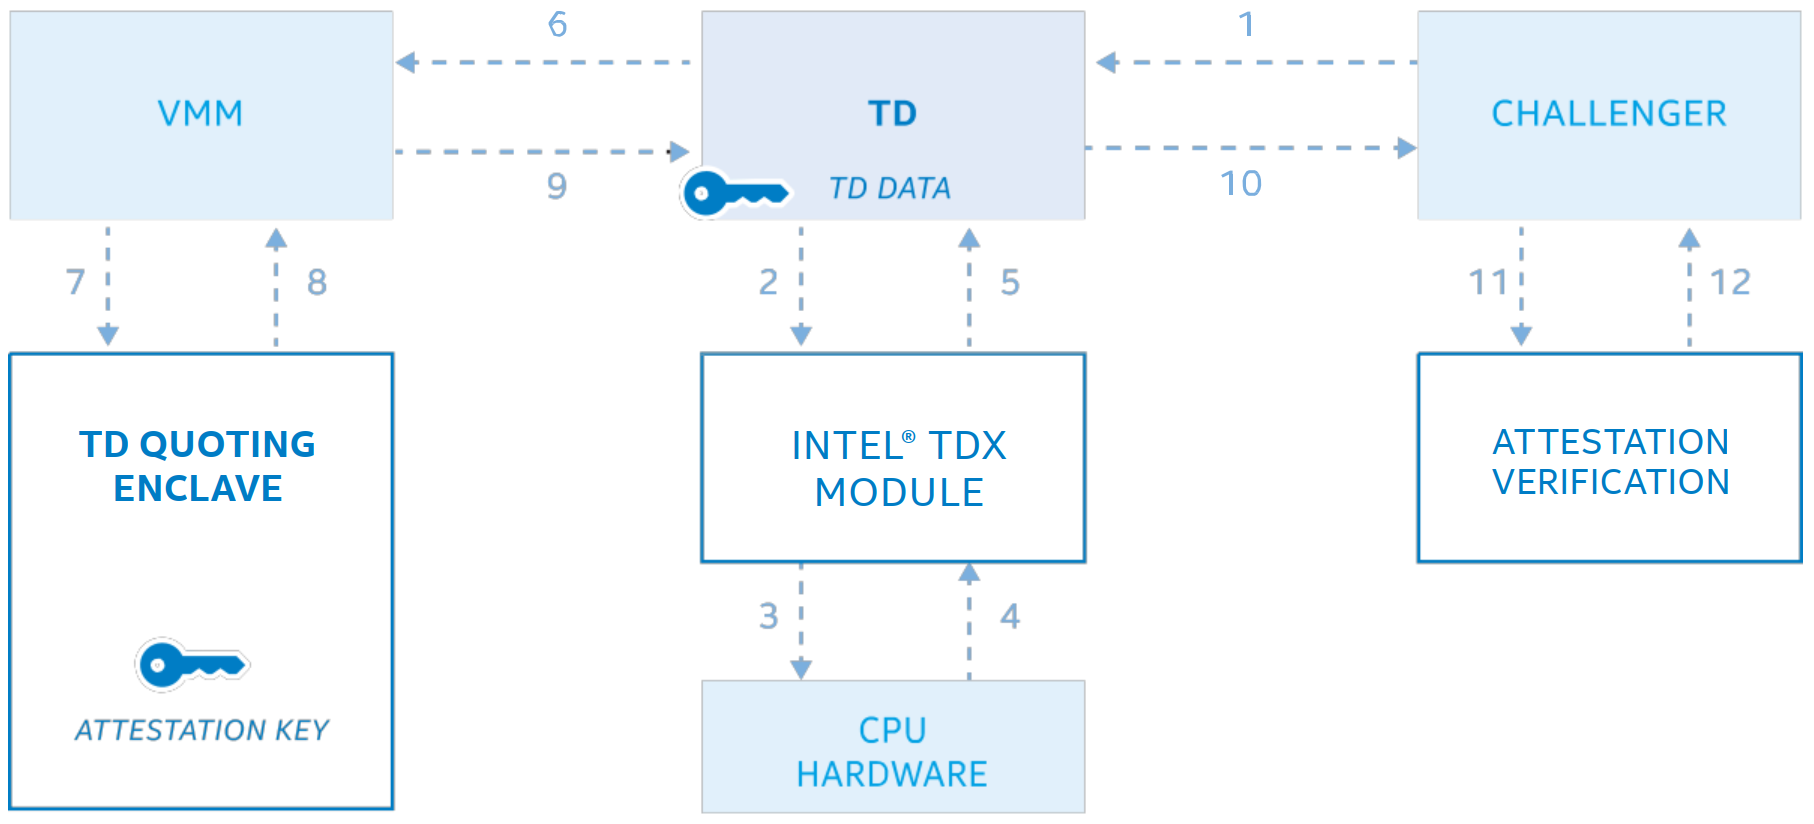 6
1
VMM
TD
CHALLENGER
9
TD DATA
10
7
8
2
5
11
12
TD QUOTING
ENCLAVE
INTEL® TDX
MODULE
ATTESTATION
VERIFICATION
3
4
ATTESTATION KEY
CPU
HARDWARE